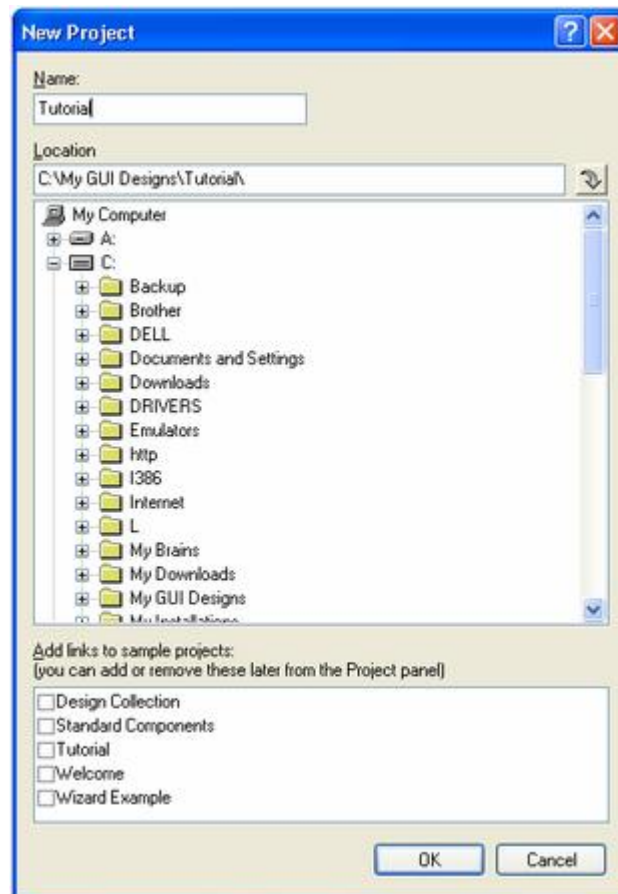 New Project
Name:
Tutorial
Location
C:\My GUI Designs\Tutorial\
My Computer
A:
C:
Backup
Brother
DELL
Documents and Settings
Downloads
DRIVERS
Emulators
http
I386
Internet
L
My Brains
My Downloads
My GUI Designs
My Installations
Add links to sample projects:
(you can add or remove these later from the Project panel)
Design Collection
Standard Components
Tutorial
Welcome
Wizard Example
OK
Cancel